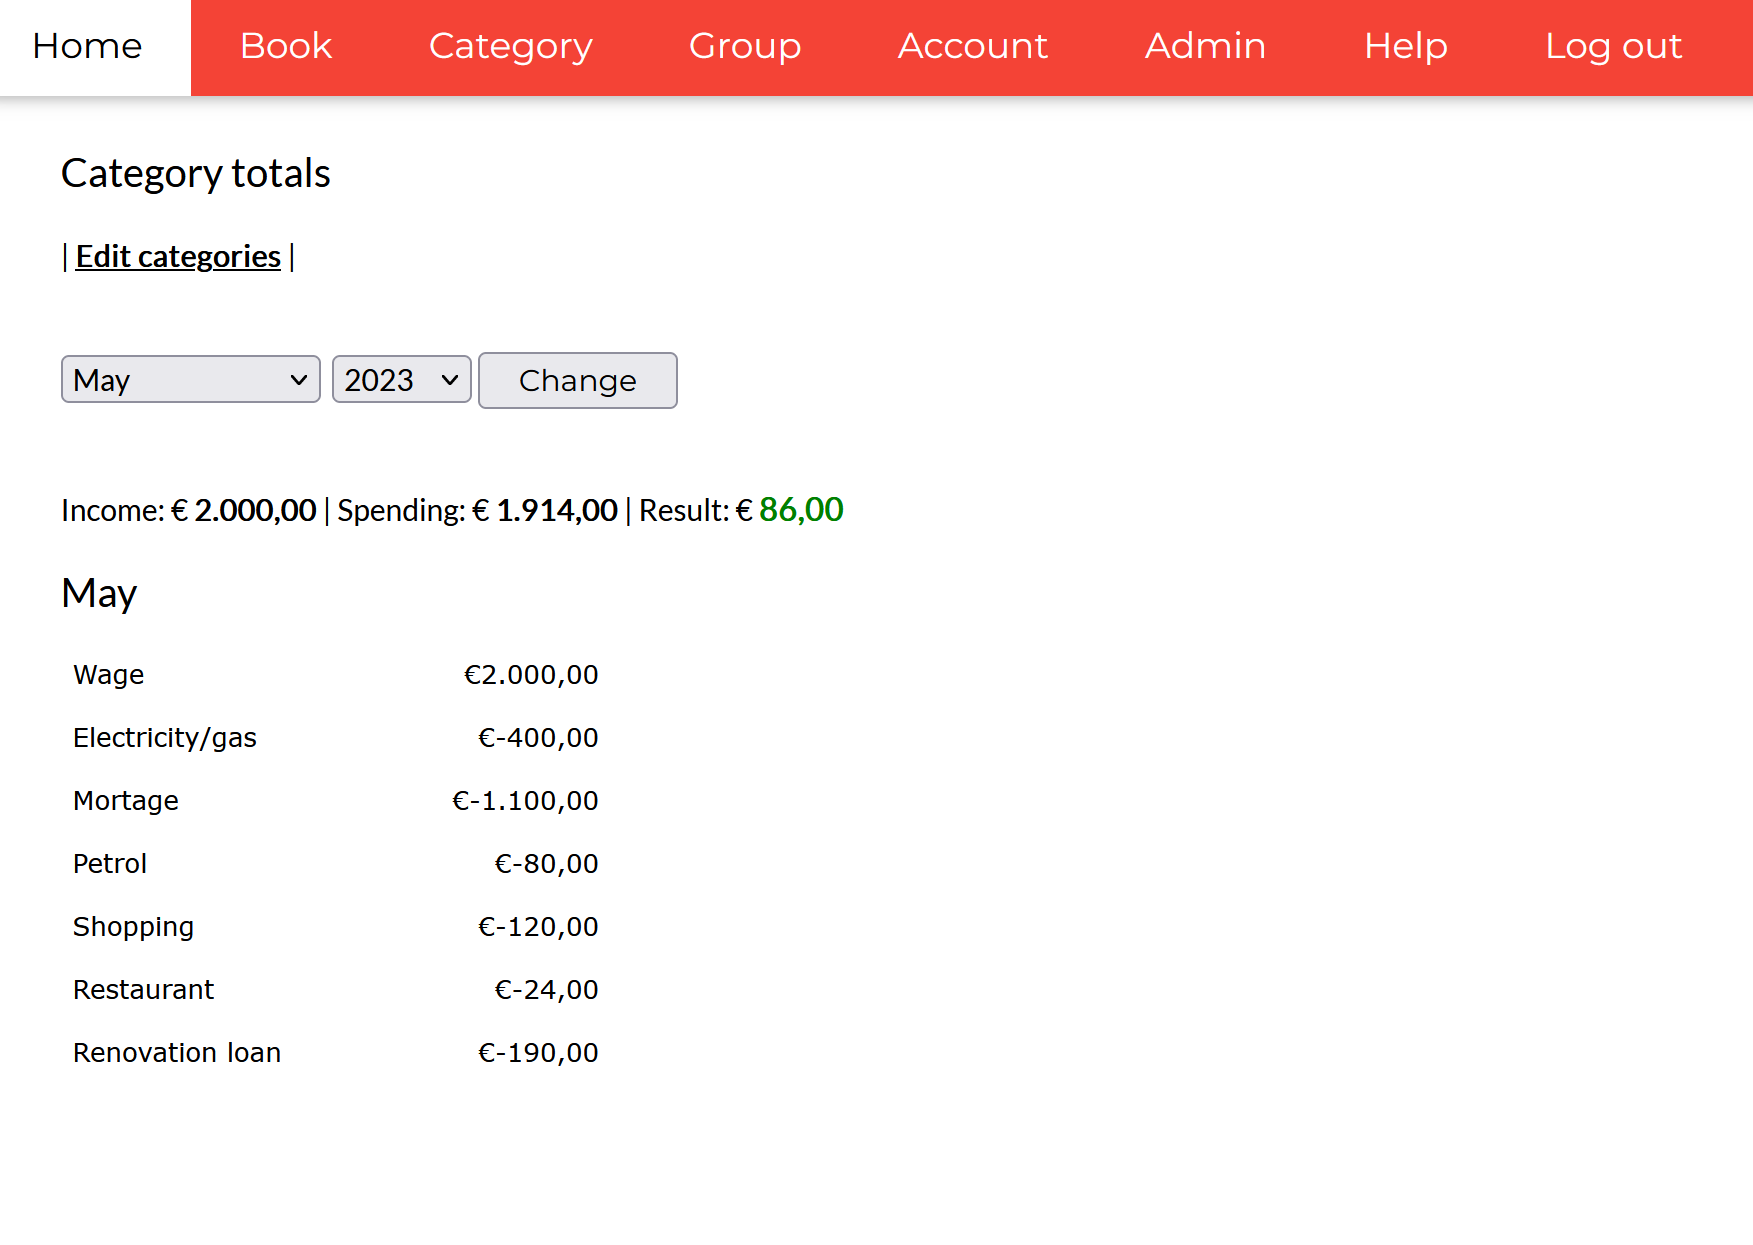 Home Book Category Group Account Admin Help Log out
Category totals
| Edit categories |
May 2023 Change
Income: € 2.000,00 | Spending: € 1.914,00 | Result: € 86,00
May
Wage €2.000,00
Electricity/gas €-400,00
Mortage €-1.100,00
Petrol €-80,00
Shopping €-120,00
Restaurant €-24,00
Renovation loan €-190,00